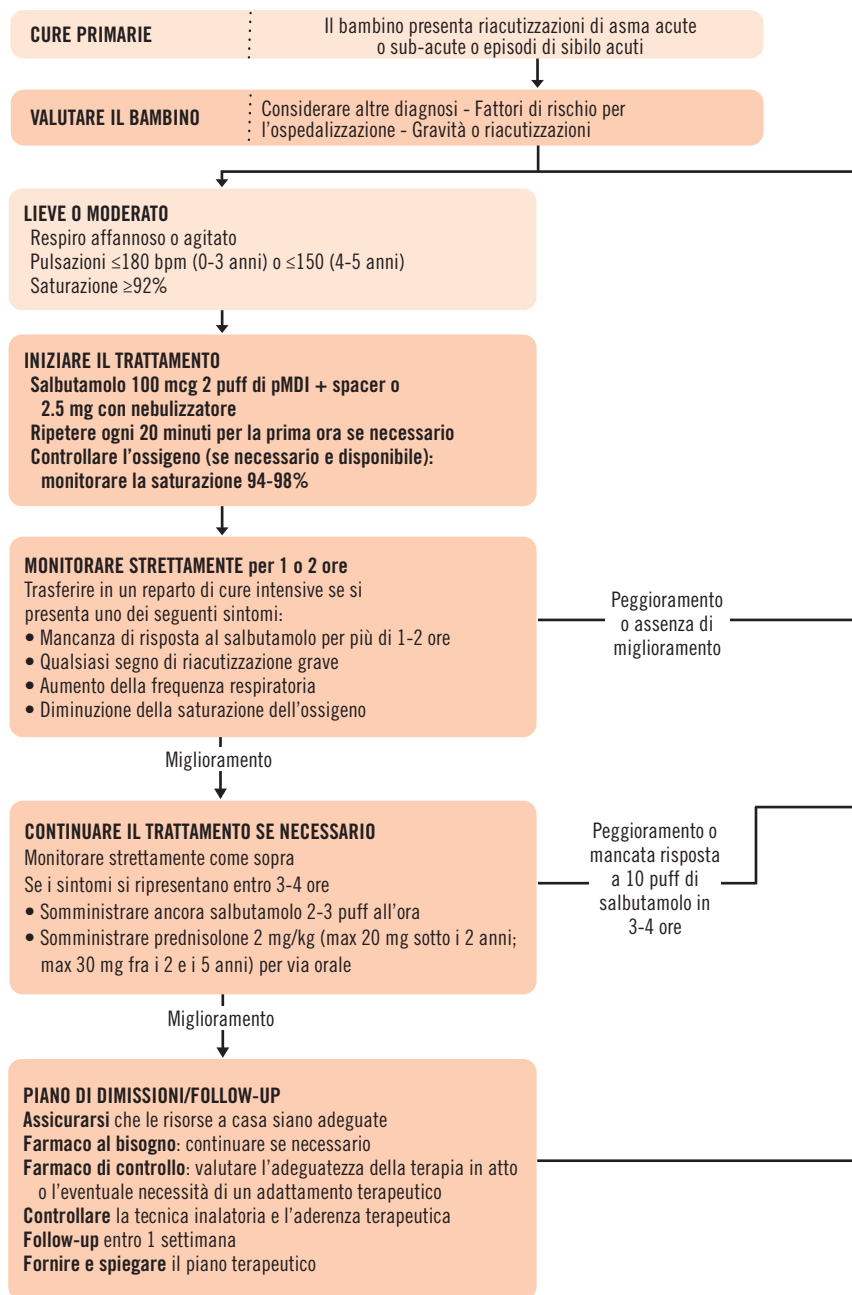 CURE PRIMARIE
Il bambino presenta riacutizzazioni di asma acute
o sub-acute o episodi di sibilo acuti
VALUTARE IL BAMBINO
Considerare altre diagnosi - Fattori di rischio per
l'ospedalizzazione - Gravità o riacutizzazioni
LIEVE O MODERATO
Respiro affannoso o agitato
Pulsazioni ≤180 bpm (0-3 anni) o ≤150 (4-5 anni)
Saturazione ≥92%
INIZIARE IL TRATTAMENTO
Salbutamolo 100 mcg 2 puff di pMDI + spacer o
2.5 mg con nebulizzatore
Ripetere ogni 20 minuti per la prima ora se necessario
Controllare l'ossigeno (se necessario e disponibile):
monitorare la saturazione 94-98%
MONITORARE STRETTAMENTE per 1 o 2 ore
Trasferire in un reparto di cure intensive se si
presenta uno dei seguenti sintomi:
• Mancanza di risposta al salbutamolo per più di 1-2 ore
• Qualsiasi segno di riacutizzazione grave
• Aumento della frequenza respiratoria
• Diminuzione della saturazione dell'ossigeno
Peggioramento
o assenza di
miglioramento
Miglioramento
CONTINUARE IL TRATTAMENTO SE NECESSARIO
Monitorare strettamente come sopra
Se i sintomi si ripresentano entro 3-4 ore
• Somministrare ancora salbutamolo 2-3 puff all'ora
• Somministrare prednisolone 2 mg/kg (max 20 mg sotto i 2 anni;
max 30 mg fra i 2 e i 5 anni) per via orale
Peggioramento o
mancata risposta
a 10 puff di
salbutamolo in
3-4 ore
Miglioramento
PIANO DI DIMISSIONI/FOLLOW-UP
Assicurarsi che le risorse a casa siano adeguate
Farmaco al bisogno: continuare se necessario
Farmaco di controllo: valutare l'adeguatezza della terapia in atto
o l'eventuale necessità di un adattamento terapeutico
Controllare la tecnica inalatoria e l'aderenza terapeutica
Follow-up entro 1 settimana
Fornire e spiegare il piano terapeutico